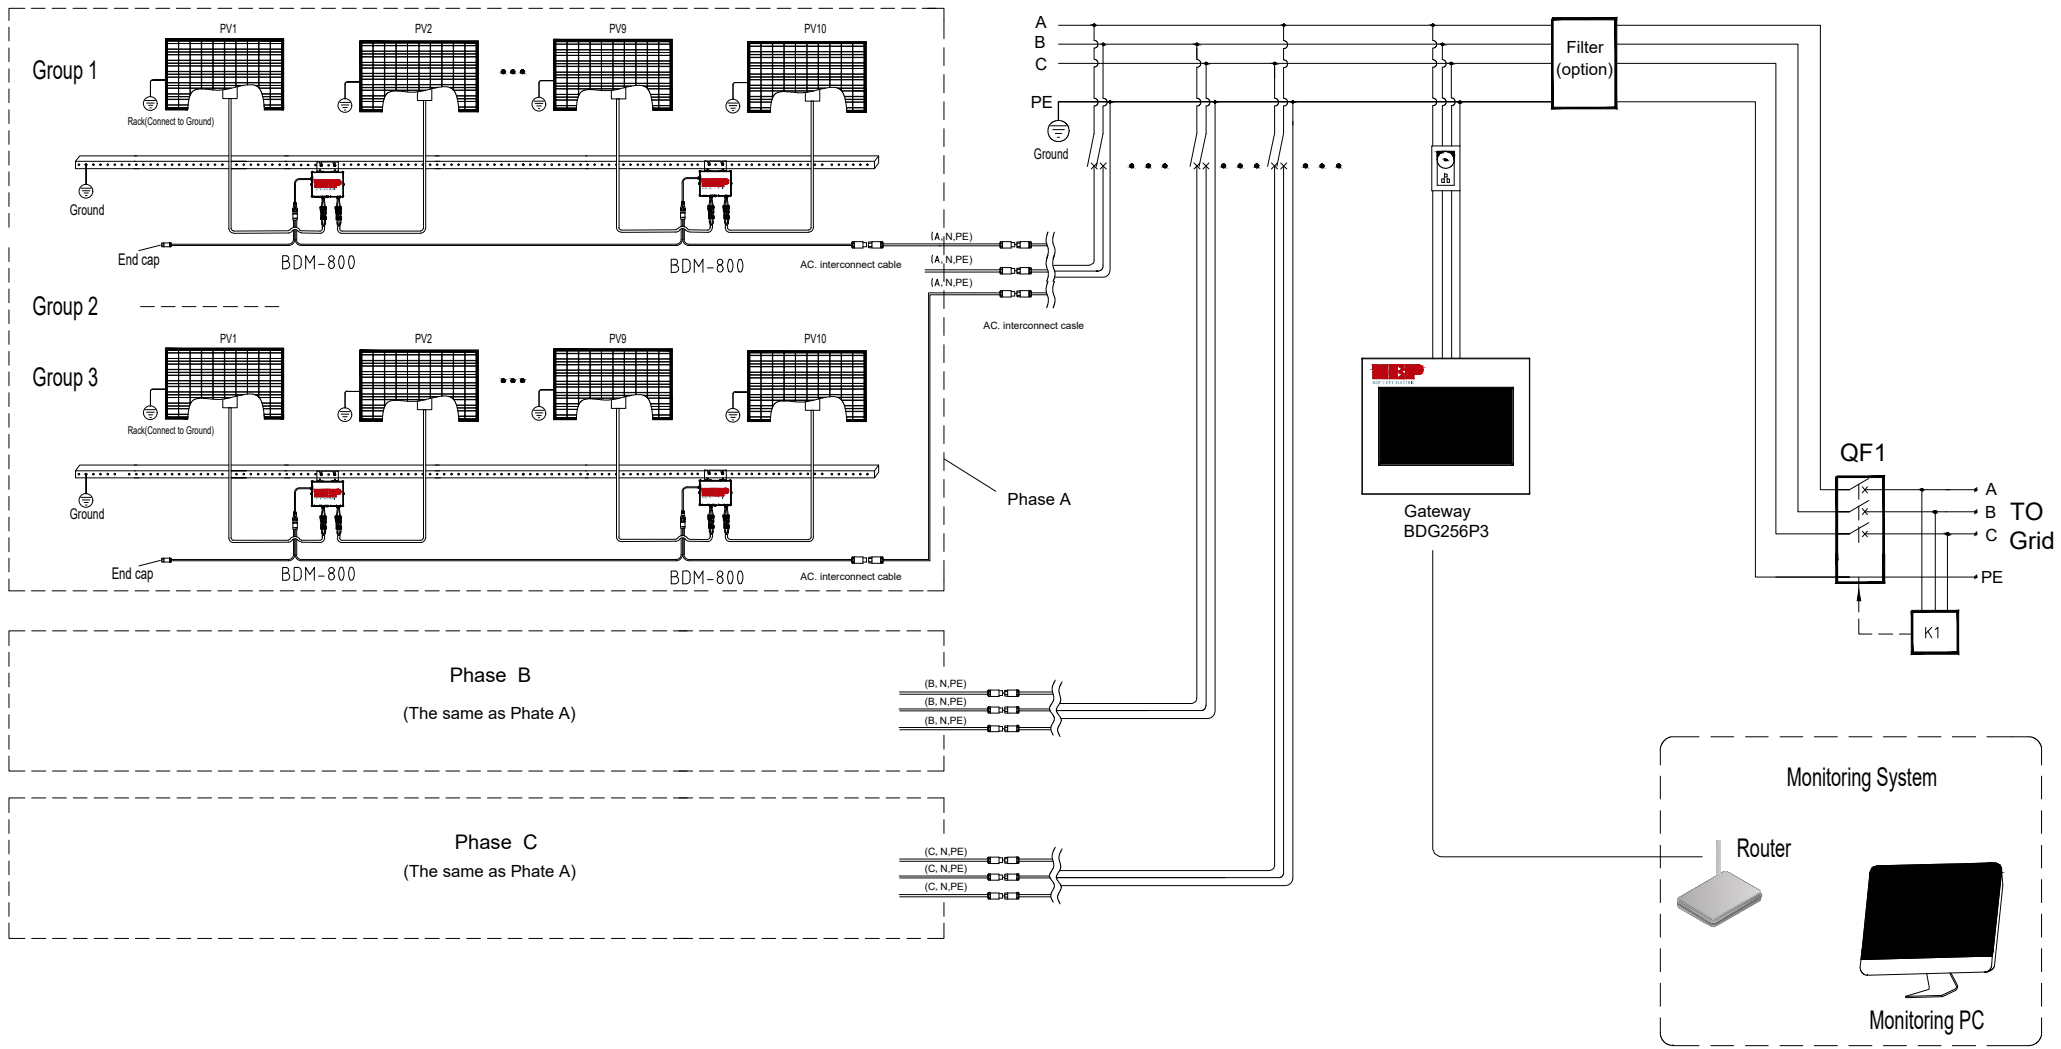 PV1
PV2
PV9
PV10
Group 1
Rack(Connect to Ground)
Ground
End cap
BDM-800
BDM-800
AC. interconnect cable
(A, N,PE)
(A, N,PE)
(A, N,PE)
AC. interconnect casle
Group 2
PV1
PV2
PV9
PV10
Group 3
Rack(Connect to Ground)
Ground
End cap
BDM-800
BDM-800
AC. interconnect cable
Phase A
Phase B
(The same as Phate A)
(B, N,PE)
(B, N,PE)
(B, N,PE)
Phase C
(The same as Phate A)
(C, N,PE)
(C, N,PE)
(C, N,PE)
A
B
C
PE
Ground
Filter
(option)
Gateway
BDG256P3
QF1
A
B
C
PE
TO
Grid
K1
Monitoring System
Router
Monitoring PC